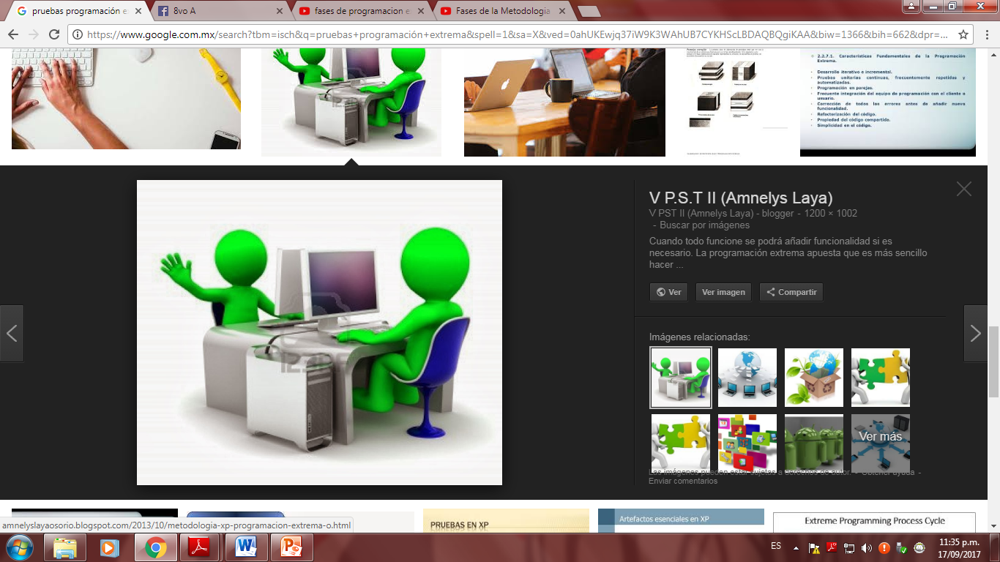 pruebas programación e
8vo A
fases de programacion e
Fases de la Metodologia
https://www.google.com.mx/search?tbm=isch&q=pruebas+programación+extrema&spell=1&sa=X&ved=0ahUKEwjq37iW9K3WAhUB7CYKHScLBDAQBQgiKAA&biw=1366&bih=662&dpr=...
2.2.7.1. Características Fundamentales de la Programación
Extrema.
Desarrollo iterativo e incremental.
Pruebas unitarias continuas, frecuentemente repetidas y
automatizadas.
Programación en parejas.
Frecuente integración del equipo de programación con el cliente o
usuario.
Corrección de todos los errores antes de añadir nueva
funcionalidad.
Refactorización del código.
Propiedad del código compartida.
Simplicidad en el código.
V P.S.T II (Amnelys Laya)
V PST II (Amnelys Laya) - blogger - 1200 × 1002
- Buscar por imágenes
Cuando todo funcione se podrá añadir funcionalidad si es
necesario. La programación extrema apuesta que es más sencillo
hacer ...
Ver
Ver imagen
Compartir
Imágenes relacionadas:
Ver más
Las imágenes pueden estar sujetas a derechos de autor. - Obtener ayuda -
Enviar comentarios
PRUEBAS EN XP
Artefactos esenciales en XP
Extreme Programming Process Cycle
amnelyslayaosorio.blogspot.com/2013/10/metodologia-xp-programacion-extrema-o.html
ES
11:35 p.m.
17/09/2017